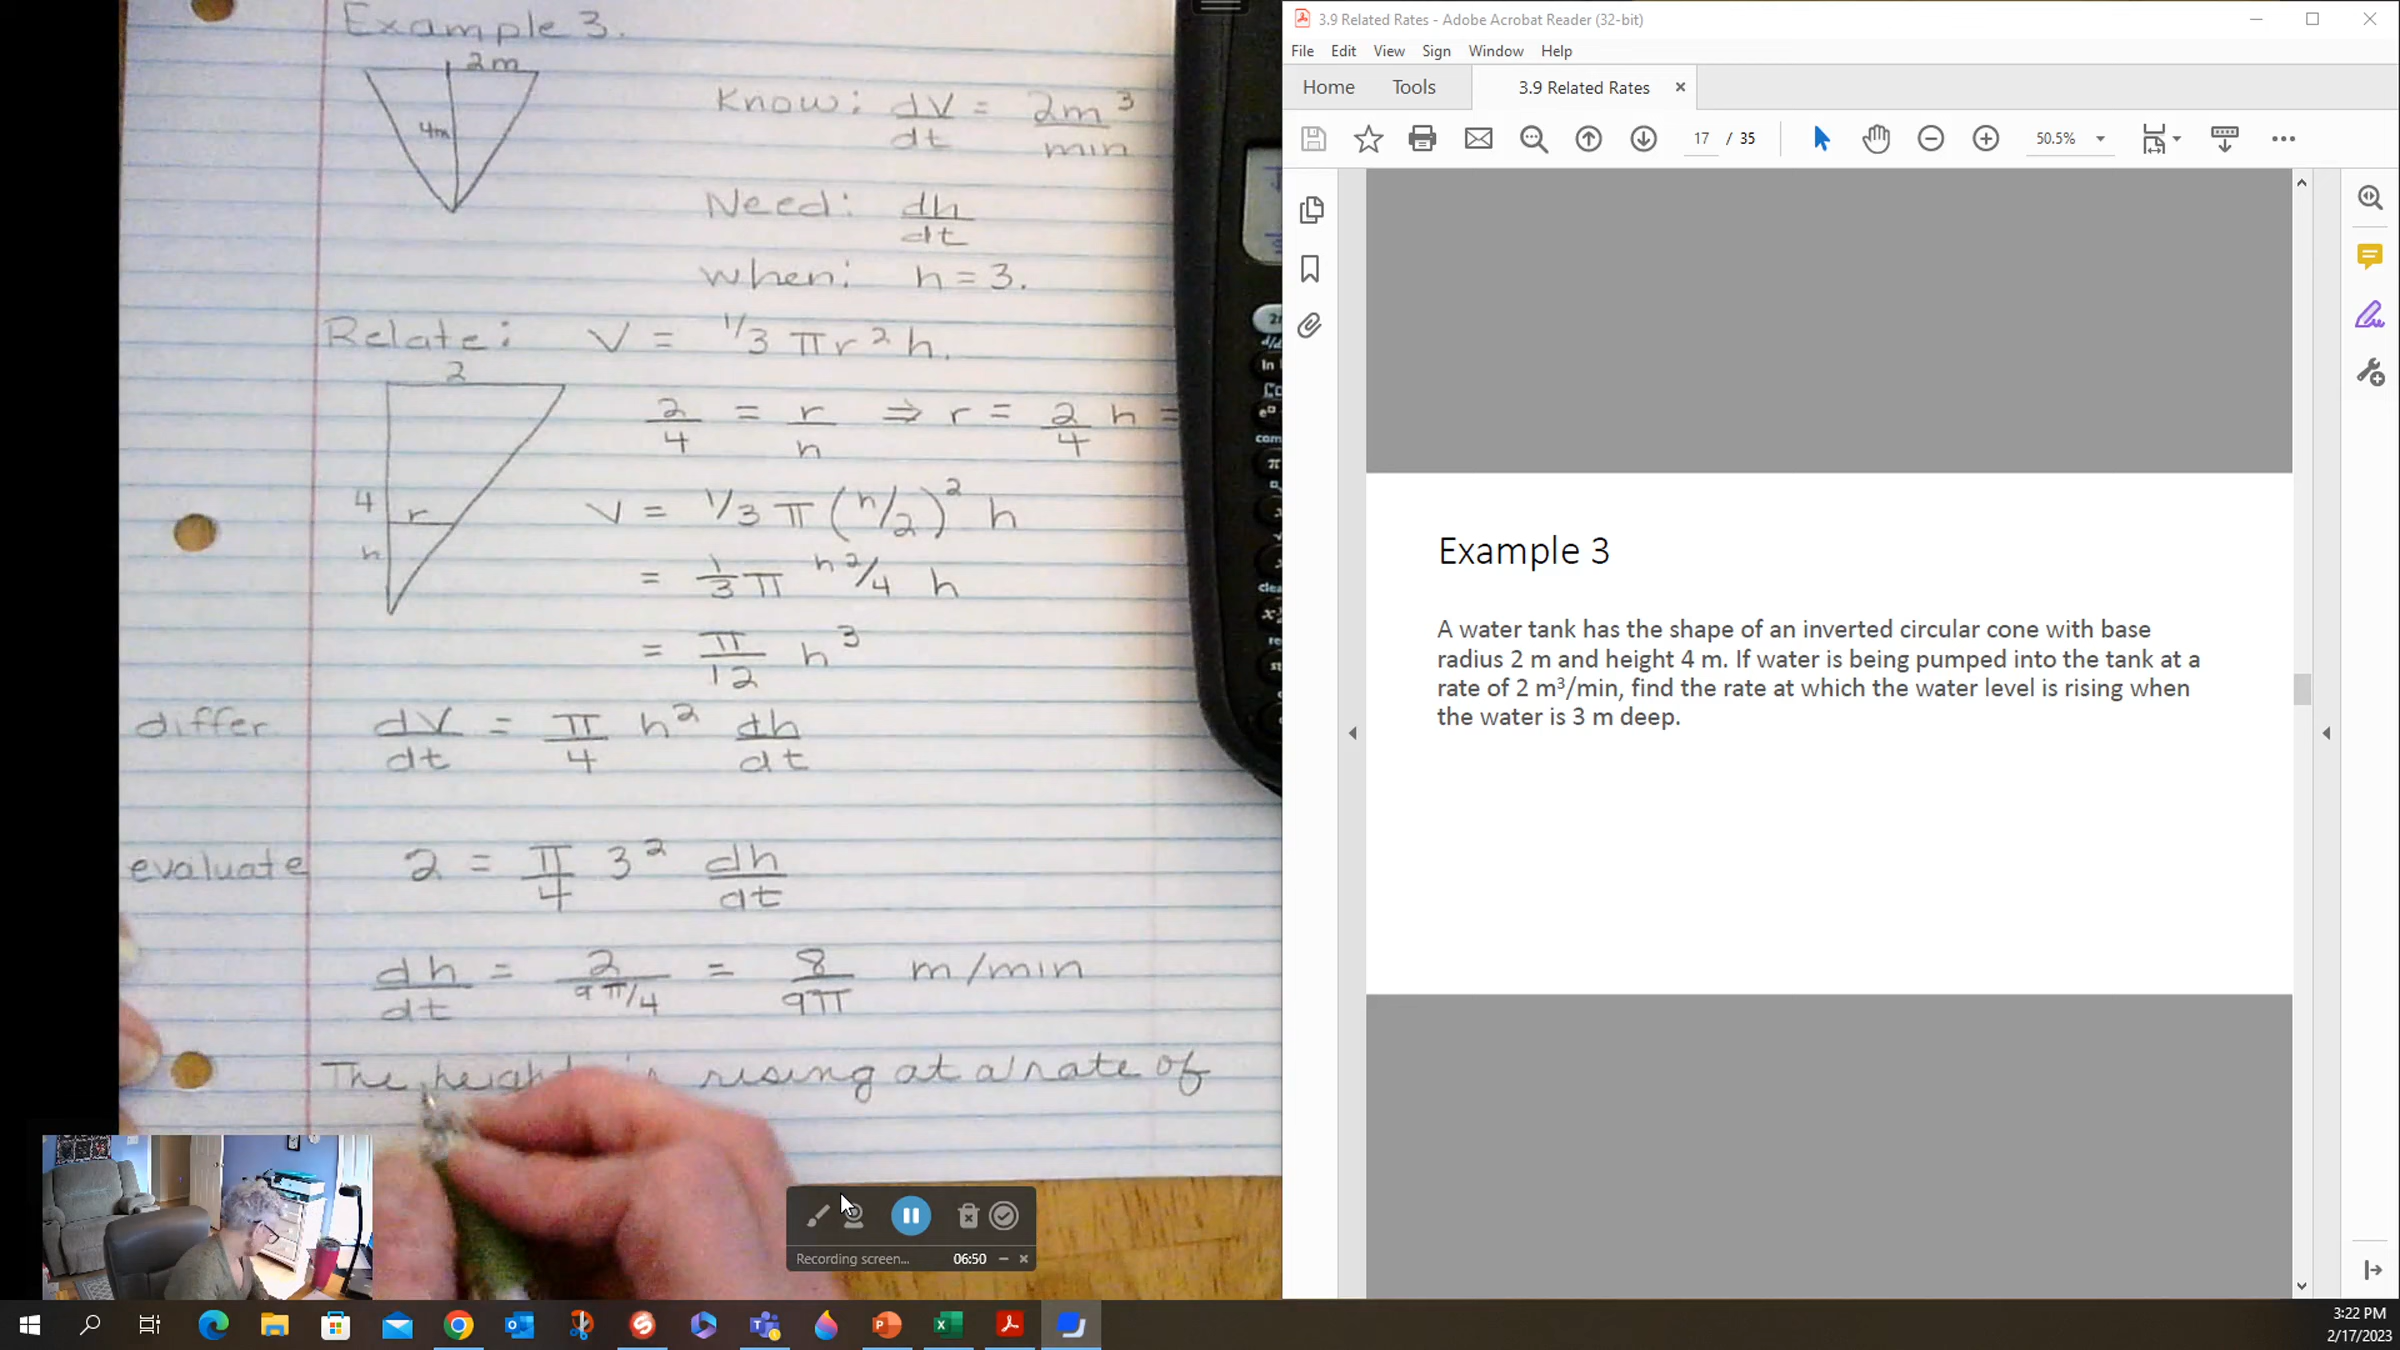 Example 3.
2m
4m
Know: dV/dt = 2m³/min
Need: dh/dt
when: h = 3.
Relate: V = 1/3 πr²h.
2
4
r
h
2/4 = r/h ⇒ r = 2/4 h =
V = 1/3 π (h/2)² h
= 1/3 π h²/4 h
= π/12 h³
differ dV/dt = π/4 h² dh/dt
evaluate 2 = π/4 3² dh/dt
dh/dt = 2/9π/4 = 8/9π m/min
The height is rising at a rate of
Recording screen... 06:50
3.9 Related Rates - Adobe Acrobat Reader (32-bit)
File Edit View Sign Window Help
Home Tools 3.9 Related Rates
17 / 35 50.5%
Example 3
A water tank has the shape of an inverted circular cone with base
radius 2 m and height 4 m. If water is being pumped into the tank at a
rate of 2 m³/min, find the rate at which the water level is rising when
the water is 3 m deep.
3:22 PM
2/17/2023